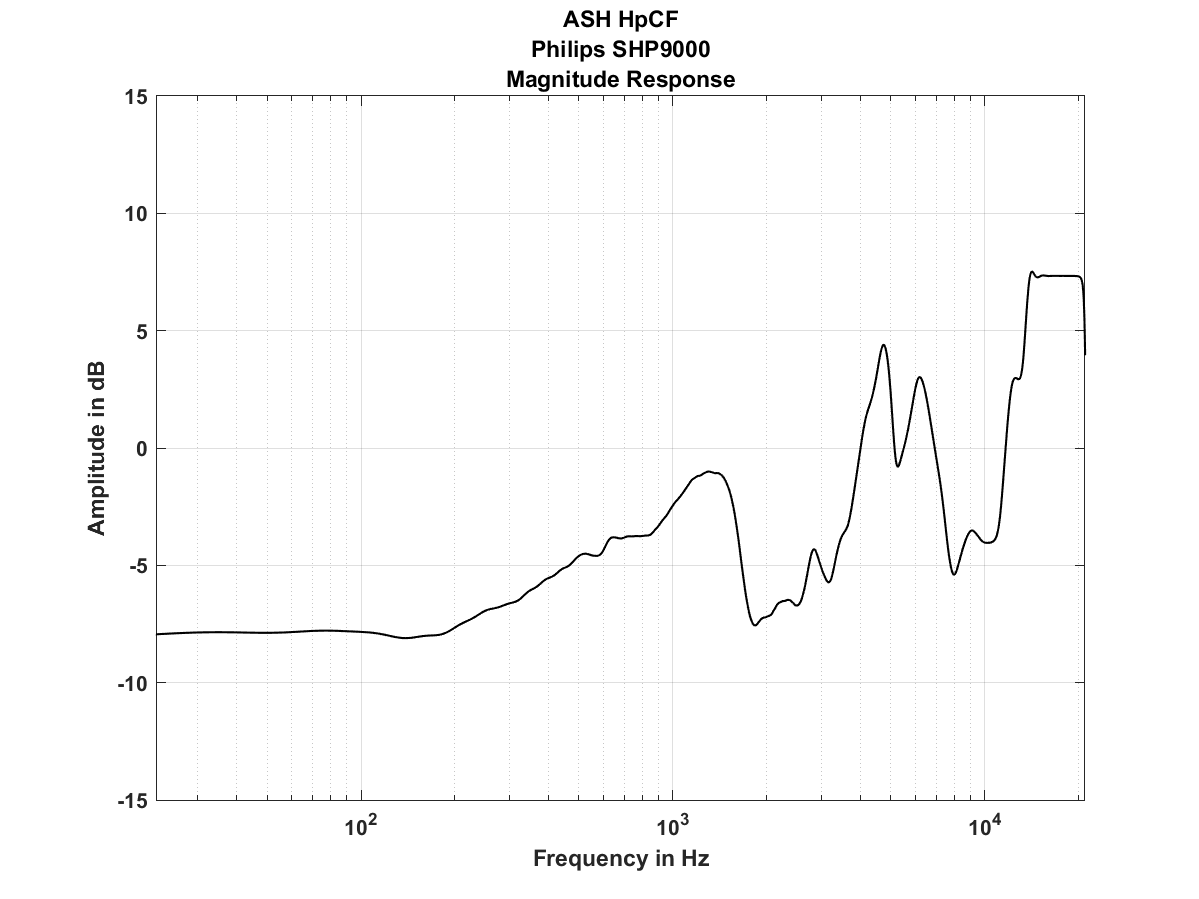 ASH HpCF
Philips SHP9000
Magnitude Response
15
10
5
0
-5
-10
-15
Amplitude in dB
10² 10³ 10⁴
Frequency in Hz